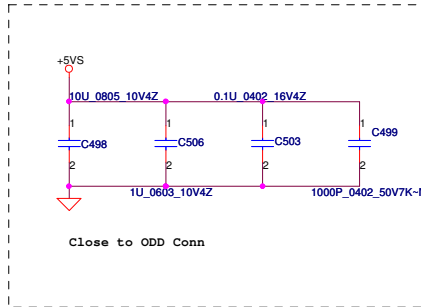 +5VS
10U_0805_10V4Z 0.1U_0402_16V4Z
1 1 1 1
C498 C506 C503 C499
2 2 2 2
1U_0603_10V4Z 1000P_0402_50V7K~
Close to ODD Conn